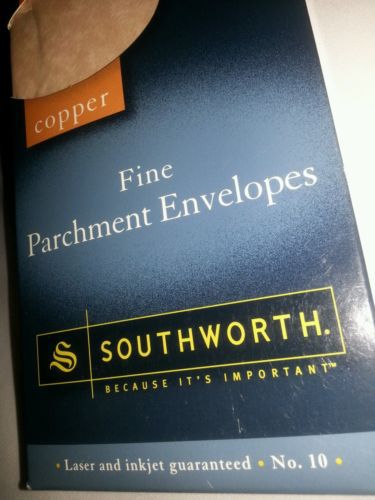 copper
Fine
Parchment Envelopes
S SOUTHWORTH.
BECAUSE IT'S IMPORTANT™
• Laser and inkjet guaranteed • No. 10 •